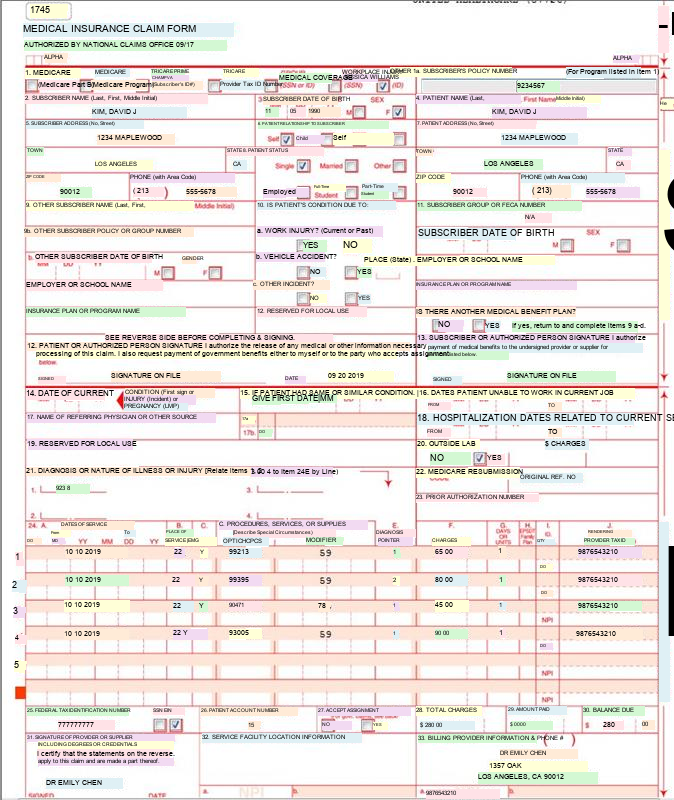 1745
MEDICAL INSURANCE CLAIM FORM
AUTHORIZED BY NATIONAL CLAIMS OFFICE 09/17
ALPHA ALPHA
1. MEDICARE MEDICARE TRICARE PRIME TRICARE MEDICAL COVERAGE WORKPLACE INJURY JESSICA WILLIAMS OTHER 1a. SUBSCRIBER'S POLICY NUMBER (For Program listed in Item 1)
(Medicare Part B) (Medicare Program) (Subscriber's ID#) (Provider Tax ID Number) (SSN or ID) (SSN) (ID) 9234567
2. SUBSCRIBER NAME (Last, First, Middle Initial) 3. SUBSCRIBER DATE OF BIRTH SEX 4. PATIENT NAME (Last, First Name, Middle Initial)
KIM, DAVID J 11 05 1990 M F KIM, DAVID J
5. SUBSCRIBER ADDRESS (No, Street) 6. PATIENT RELATIONSHIP TO SUBSCRIBER 7. PATIENT ADDRESS (No, Street)
1234 MAPLEWOOD Self Child Self 1234 MAPLEWOOD
TOWN STATE 8. PATIENT STATUS TOWN STATE
LOS ANGELES CA Single Married Other LOS ANGELES CA
ZIP CODE PHONE (with Area Code) ZIP CODE PHONE (with Area Code)
90012 ( 213 ) 555-5678 Employed Full-Time Student Part-Time Student 90012 ( 213) 555-5678
9. OTHER SUBSCRIBER NAME (Last, First, Middle Initial) 10. IS PATIENT'S CONDITION DUE TO: 11. SUBSCRIBER GROUP OR FECA NUMBER
N/A
9b. OTHER SUBSCRIBER POLICY OR GROUP NUMBER a. WORK INJURY? (Current or Past) SUBSCRIBER DATE OF BIRTH SEX
YES NO M F
b. OTHER SUBSCRIBER DATE OF BIRTH GENDER b. VEHICLE ACCIDENT? PLACE (State) EMPLOYER OR SCHOOL NAME
MM DD YY M F NO YES
EMPLOYER OR SCHOOL NAME c. OTHER INCIDENT? INSURANCE PLAN OR PROGRAM NAME
NO YES
INSURANCE PLAN OR PROGRAM NAME 12. RESERVED FOR LOCAL USE IS THERE ANOTHER MEDICAL BENEFIT PLAN?
NO YES If yes, return to and complete Items 9 a-d.
SEE REVERSE SIDE BEFORE COMPLETING & SIGNING. 13. SUBSCRIBER OR AUTHORIZED PERSON SIGNATURE I authorize
12. PATIENT OR AUTHORIZED PERSON SIGNATURE I authorize the release of any medical or other information necessary payment of medical benefits to the undersigned provider or supplier for
processing of this claim. I also request payment of government benefits either to myself or to the party who accepts assignment
below.
SIGNED SIGNATURE ON FILE DATE 09 20 2019 SIGNED SIGNATURE ON FILE
14. DATE OF CURRENT CONDITION (First sign or 15. IF PATIENT HAD SAME OR SIMILAR CONDITION. 16. DATES PATIENT UNABLE TO WORK IN CURRENT JOB
INJURY (Incident) or GIVE FIRST DATE MM FROM TO
PREGNANCY (LMP)
17. NAME OF REFERRING PHYSICIAN OR OTHER SOURCE 17a. 18. HOSPITALIZATION DATES RELATED TO CURRENT SE
17b. FROM TO
19. RESERVED FOR LOCAL USE 20. OUTSIDE LAB $ CHARGES
NO YES
21. DIAGNOSIS OR NATURE OF ILLNESS OR INJURY (Relate Items 1, 2, 3 or 4 to Item 24E by Line) 22. MEDICARE RESUBMISSION
CODE ORIGINAL REF. NO
1. 923 8 3.
23. PRIOR AUTHORIZATION NUMBER
2. 4.
24. A. DATES OF SERVICE B. C. C. PROCEDURES, SERVICES, OR SUPPLIES E. F. G. H. I. J.
From To PLACE OF (Describe Special Circumstances) DIAGNOSIS DAYS OR EPSDT Family ID. RENDERING
DD YY MM DD YY SERVICE EMG OPT/HCPCS MODIFIER POINTER CHARGES UNITS Plan QTY PROVIDER TAX ID
1 10 10 2019 22 Y 99213 59 1 65 00 1 9876543210
2 10 10 2019 22 Y 99395 59 2 80 00 1 9876543210
3 10 10 2019 22 Y 90471 78 , 1 45 00 1 9876543210
NPI
4 10 10 2019 22 Y 93005 59 1 90 00 1 9876543210
5
NPI
NPI
25. FEDERAL TAX IDENTIFICATION NUMBER SSN EIN 26. PATIENT ACCOUNT NUMBER 27. ACCEPT ASSIGNMENT 28. TOTAL CHARGES 29. AMOUNT PAID 30. BALANCE DUE
777777777 15 NO YES $ 280 00 $ 0000 $ 280 00
31. SIGNATURE OF PROVIDER OR SUPPLIER 32. SERVICE FACILITY LOCATION INFORMATION 33. BILLING PROVIDER INFORMATION & PHONE # ( )
INCLUDING DEGREES OR CREDENTIALS
I certify that the statements on the reverse. DR EMILY CHEN
apply to this claim and are made a part thereof. 1357 OAK
LOS ANGELES, CA 90012
DR EMILY CHEN
SIGNED DATE a. NPI b. a. 9876543210 b.